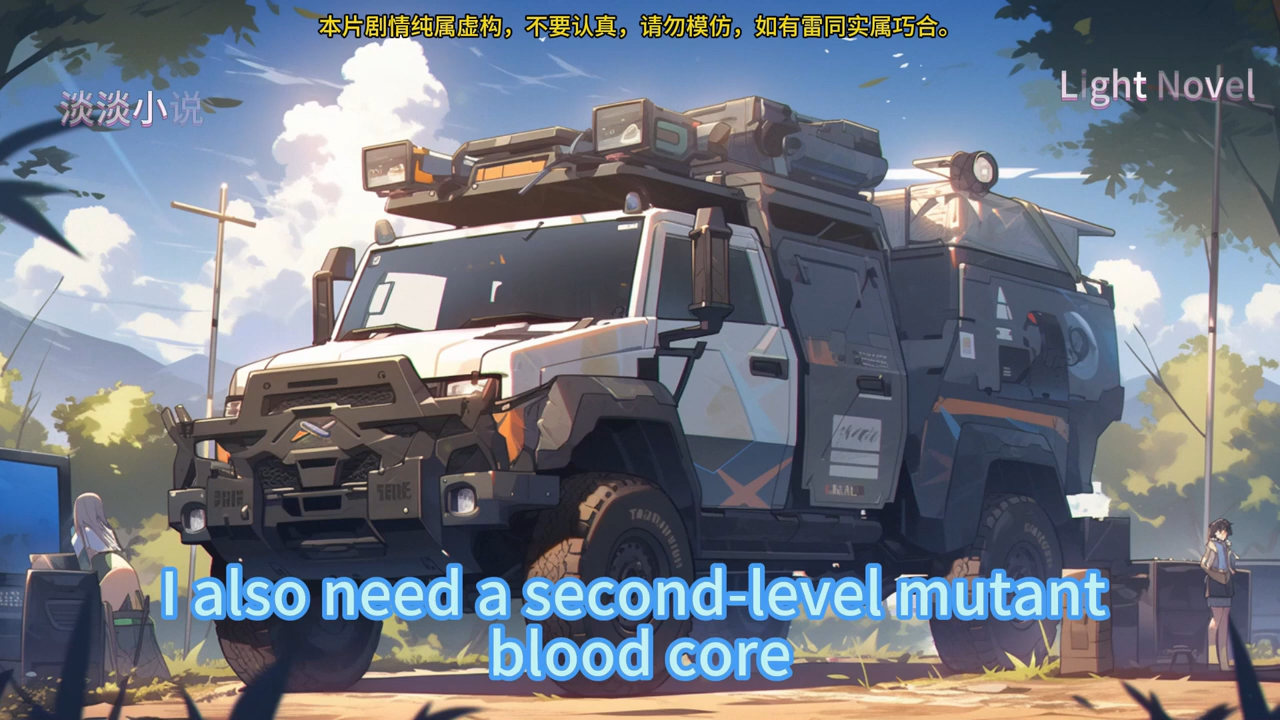 本片剧情纯属虚构，不要认真，请勿模仿，如有雷同实属巧合。
淡淡小说
Light Novel
I also need a second-level mutant
blood core